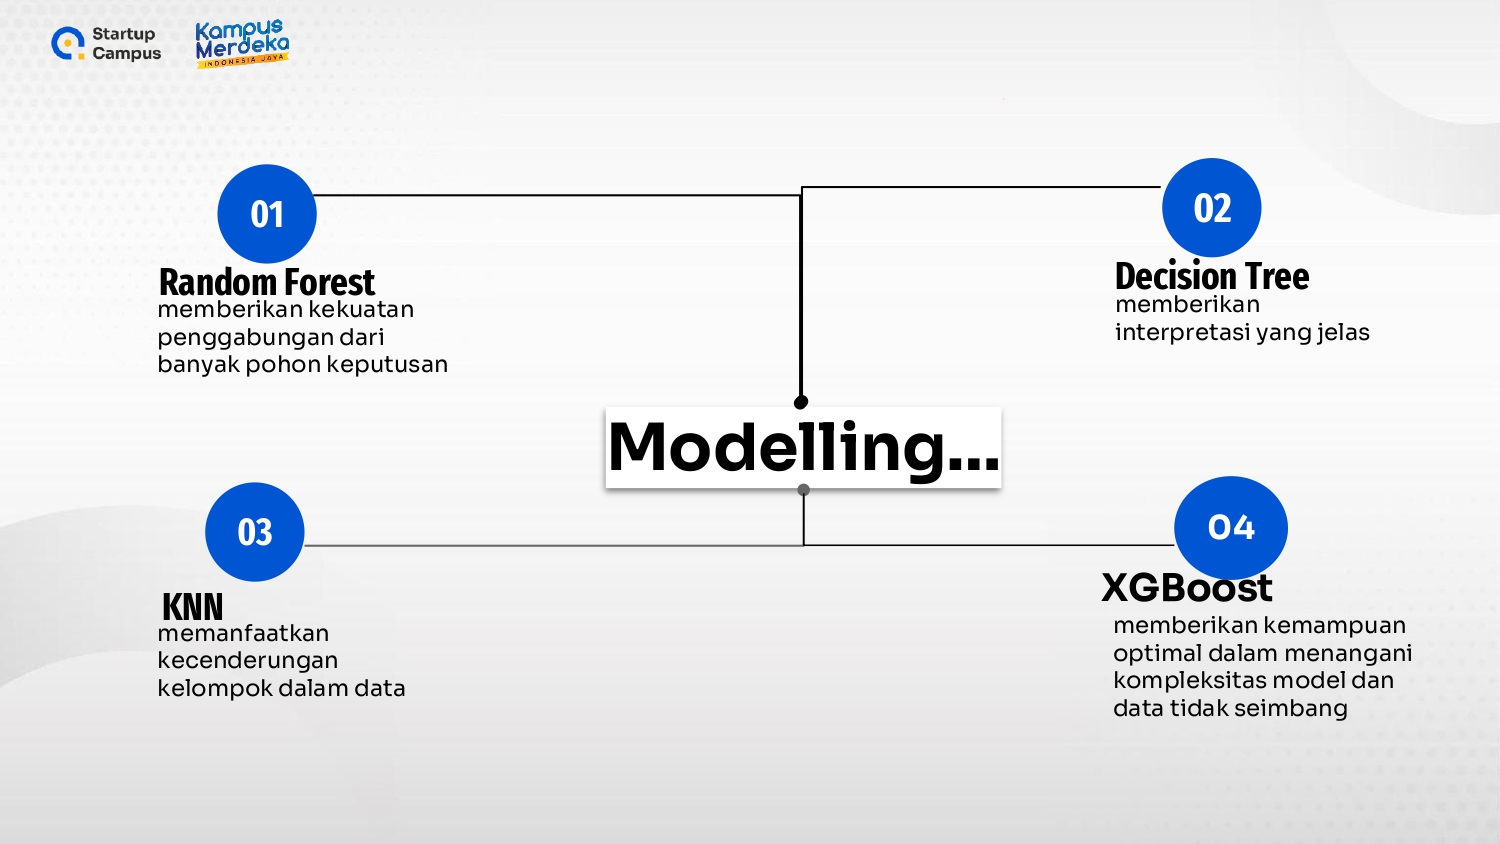 Startup
Campus
Kampus
Merdeka
INDONESIA JAYA
01
Random Forest
memberikan kekuatan
penggabungan dari
banyak pohon keputusan
02
Decision Tree
memberikan
interpretasi yang jelas
Modelling...
03
KNN
memanfaatkan
kecenderungan
kelompok dalam data
04
XGBoost
memberikan kemampuan
optimal dalam menangani
kompleksitas model dan
data tidak seimbang